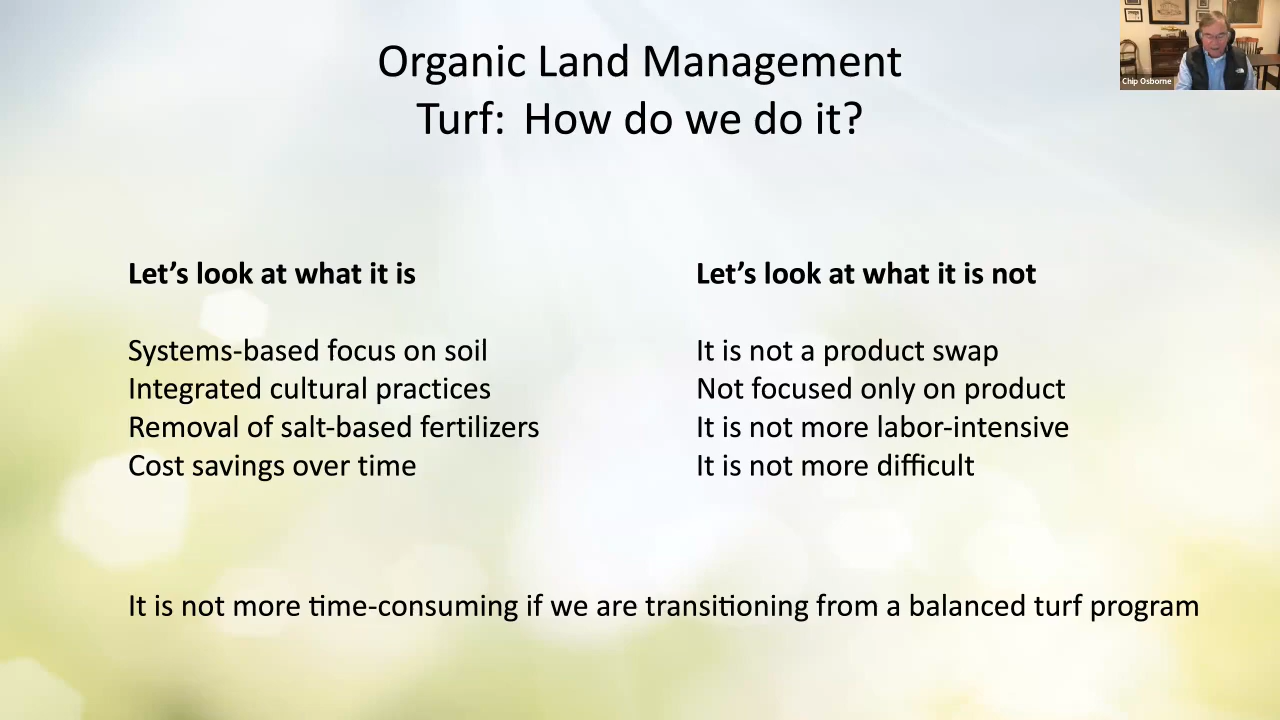 Organic Land Management
Turf: How do we do it?
Chip Osborne
Let's look at what it is
Systems-based focus on soil
Integrated cultural practices
Removal of salt-based fertilizers
Cost savings over time
Let's look at what it is not
It is not a product swap
Not focused only on product
It is not more labor-intensive
It is not more difficult
It is not more time-consuming if we are transitioning from a balanced turf program